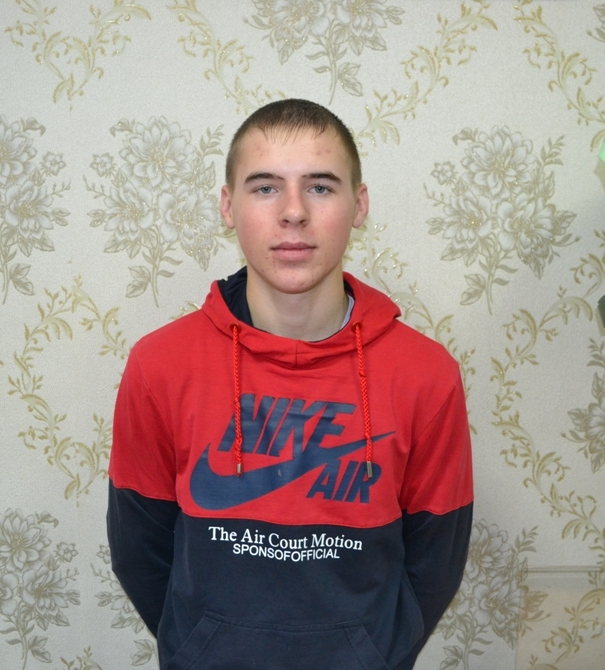 NIKE
AIR
The Air Court Motion
SPONSOFOFFICIAL